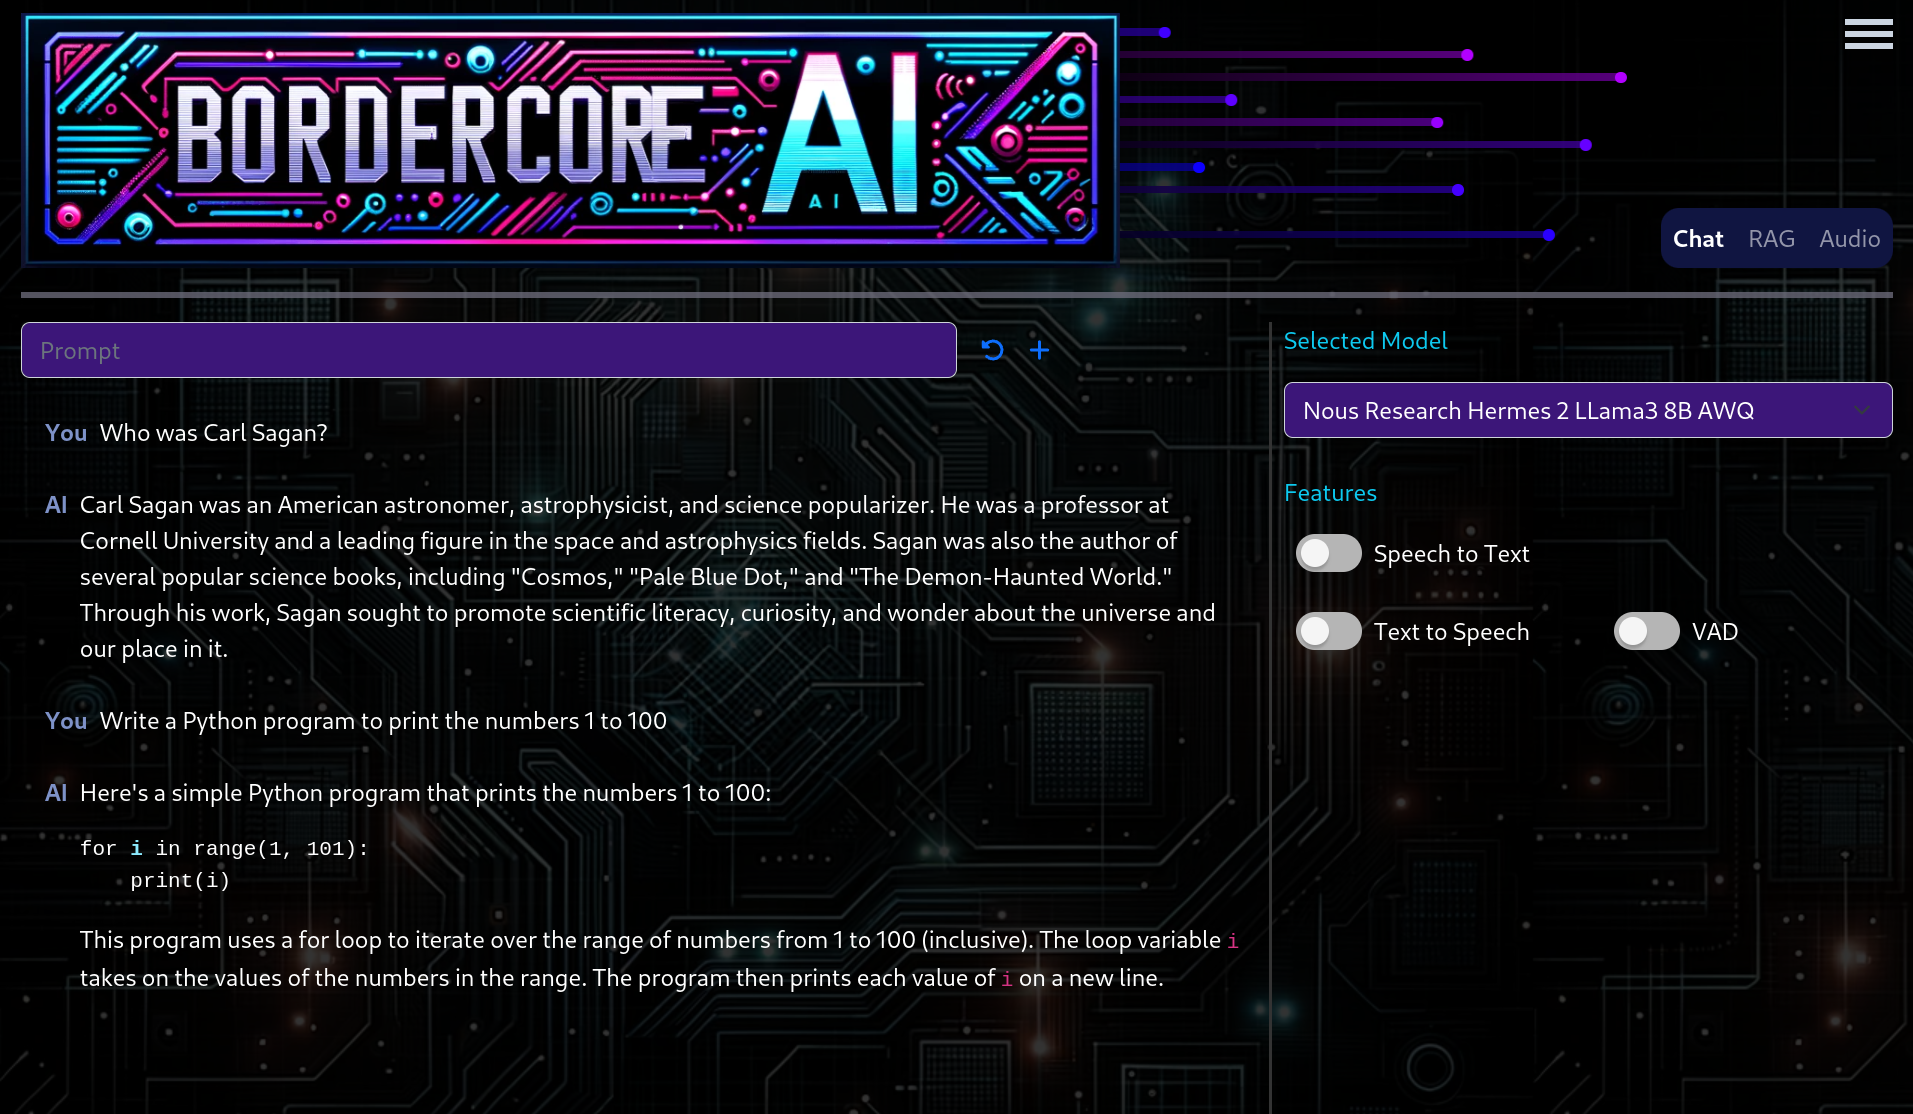 BORDERCORE AI
AI
Chat RAG Audio
Prompt
Selected Model
Nous Research Hermes 2 LLama3 8B AWQ
You Who was Carl Sagan?
Features
AI Carl Sagan was an American astronomer, astrophysicist, and science popularizer. He was a professor at
Cornell University and a leading figure in the space and astrophysics fields. Sagan was also the author of
several popular science books, including "Cosmos," "Pale Blue Dot," and "The Demon-Haunted World."
Through his work, Sagan sought to promote scientific literacy, curiosity, and wonder about the universe and
our place in it.
Speech to Text
Text to Speech VAD
You Write a Python program to print the numbers 1 to 100
AI Here's a simple Python program that prints the numbers 1 to 100:
for i in range(1, 101):
    print(i)
This program uses a for loop to iterate over the range of numbers from 1 to 100 (inclusive). The loop variable i
takes on the values of the numbers in the range. The program then prints each value of i on a new line.